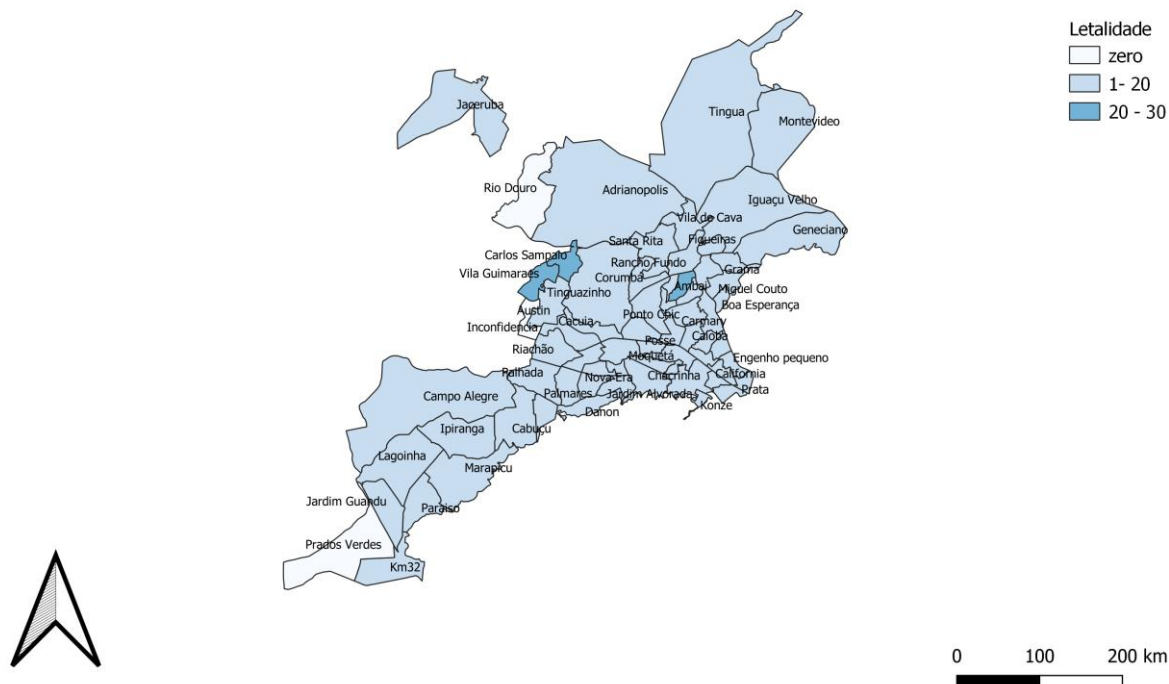 Letalidade
zero
1- 20
20 - 30
Jaceruba
Tingua
Montevideo
Rio Douro
Adrianopolis
Iguaçu Velho
Vila de Cava
Geneciano
Santa Rita
Figueiras
Carlos Sampaio
Rancho Fundo
Grama
Vila Guimaraes
Corumbá
Ambai
Miguel Couto
Tinguazinho
Boa Esperança
Austin
Ponto Chic
Cacuia
Carmary
Inconfidencia
Caioba
Posse
Riachão
Moquetá
Engenho pequeno
Palhada
Nova Era
Chacrinha
California
Prata
Campo Alegre
Palmares
Jardim Alvorada
Konze
Danon
Ipiranga
Cabuçu
Lagoinha
Marapicu
Jardim Guandu
Paraiso
Prados Verdes
Km32
0 100 200 km